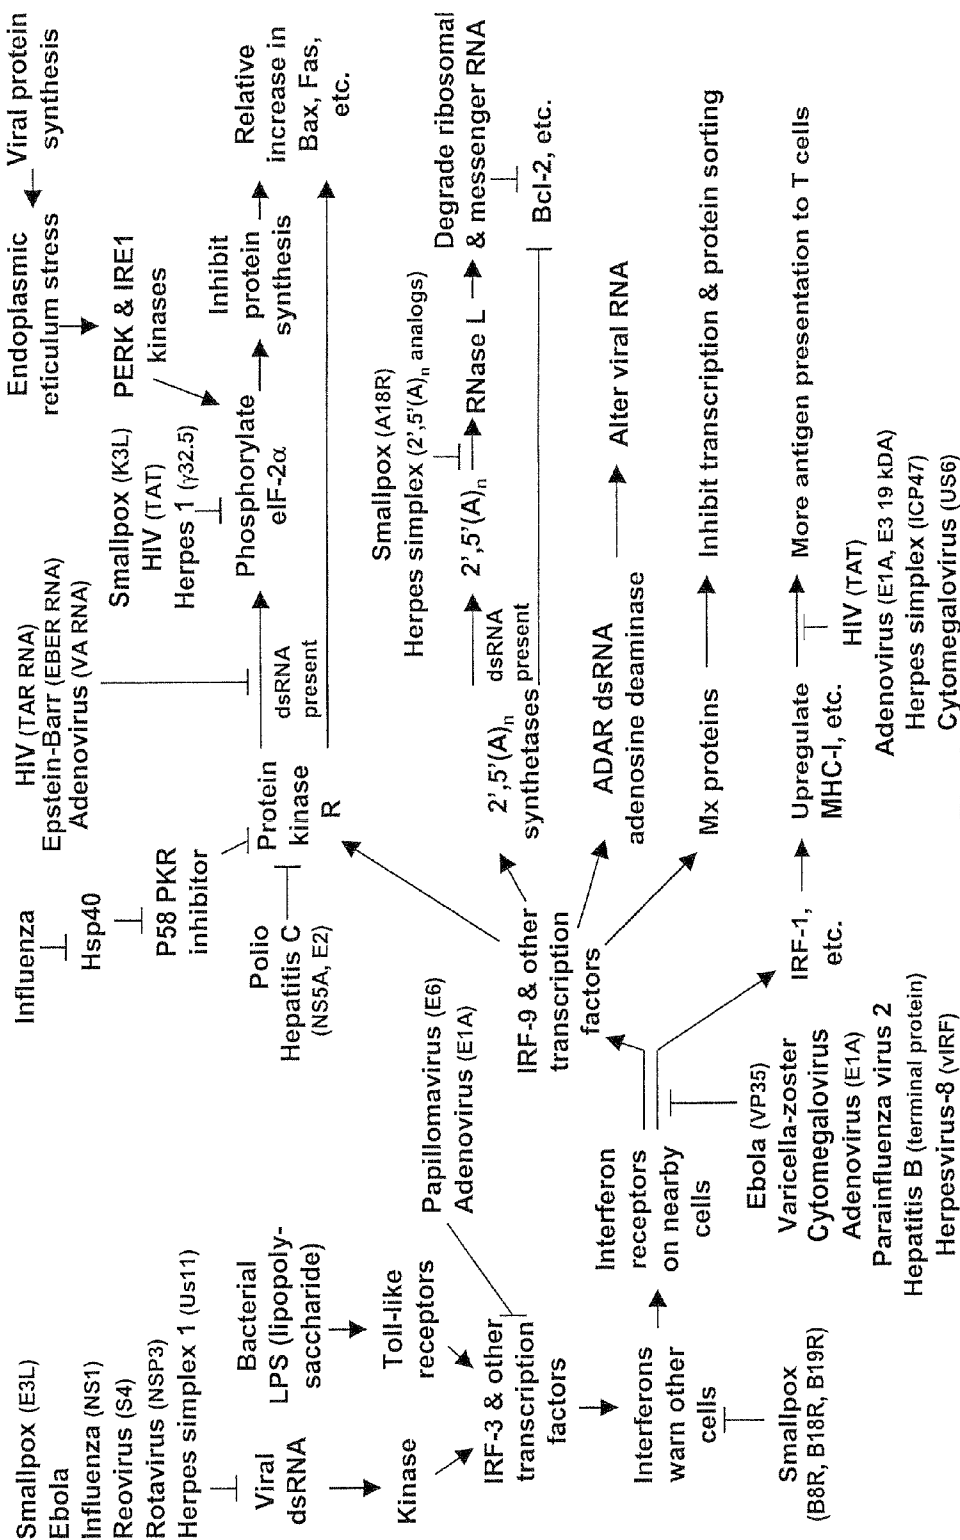 Smallpox (E3L)
Ebola
Influenza (NS1)
Reovirus (S4)
Rotavirus (NSP3)
Herpes simplex 1 (Us11)
Viral
dsRNA
Kinase
Bacterial
LPS (lipopoly-
saccharide)
Toll-like
receptors
IRF-3 & other
transcription
factors
Papillomavirus (E6)
Adenovirus (E1A)
Interferons
warn other
cells
Smallpox
(B8R, B18R, B19R)
Interferon
receptors
on nearby
cells
Ebola (VP35)
Varicella-zoster
Cytomegalovirus
Adenovirus (E1A)
Parainfluenza virus 2
Hepatitis B (terminal protein)
Herpesvirus-8 (vIRF)
IRF-9 & other
transcription
factors
IRF-1,
etc.
Influenza
Hsp40
P58 PKR
inhibitor
Polio
Hepatitis C
(NS5A, E2)
Protein
kinase
R
HIV (TAR RNA)
Epstein-Barr (EBER RNA)
Adenovirus (VA RNA)
dsRNA
present
Smallpox (K3L)
HIV (TAT)
Herpes 1 (γ32.5)
Phosphorylate
eIF-2α
Viral protein
synthesis
Endoplasmic
reticulum stress
PERK & IRE1
kinases
Inhibit
protein
synthesis
Relative
increase in
Bax, Fas,
etc.
2',5'(A)n
synthetases
dsRNA
present
2',5'(A)n
Smallpox (A18R)
Herpes simplex (2',5'(A)n analogs)
RNase L
Degrade ribosomal
& messenger RNA
Bcl-2, etc.
ADAR dsRNA
adenosine deaminase
Alter viral RNA
Mx proteins
Inhibit transcription & protein sorting
Upregulate
MHC-I, etc.
More antigen presentation to T cells
HIV (TAT)
Adenovirus (E1A, E3 19 kDA)
Herpes simplex (ICP47)
Cytomegalovirus (US6)